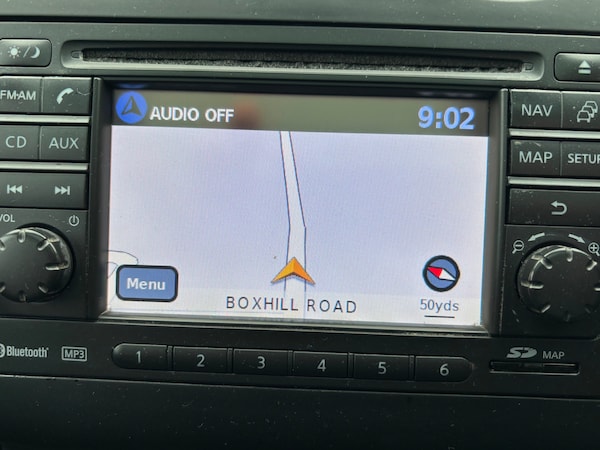 FM•AM
CD AUX
VOL
AUDIO OFF 9:02
Menu
BOXHILL ROAD
50yds
NAV
MAP SETUP
Bluetooth MP3
1 2 3 4 5 6
SD MAP